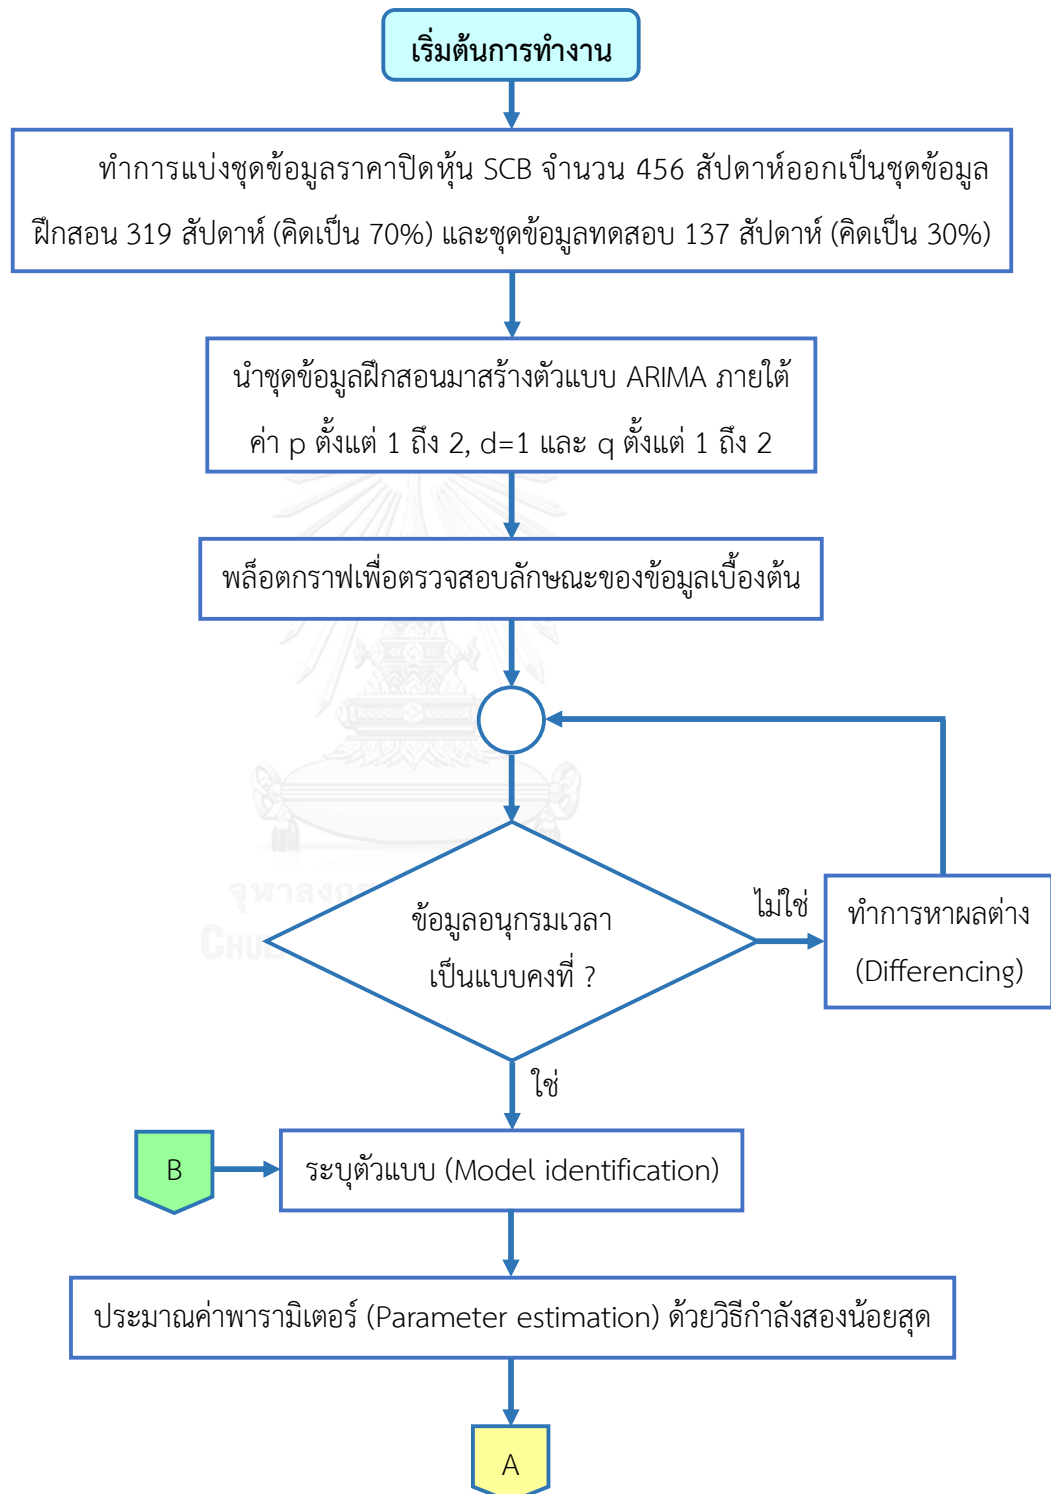 เริ่มต้นการทำงาน
ทำการแบ่งชุดข้อมูลราคาปิดหุ้น SCB จำนวน 456 สัปดาห์ออกเป็นชุดข้อมูล
ฝึกสอน 319 สัปดาห์ (คิดเป็น 70%) และชุดข้อมูลทดสอบ 137 สัปดาห์ (คิดเป็น 30%)
นำชุดข้อมูลฝึกสอนมาสร้างตัวแบบ ARIMA ภายใต้
ค่า p ตั้งแต่ 1 ถึง 2, d=1 และ q ตั้งแต่ 1 ถึง 2
พล็อตกราฟเพื่อตรวจสอบลักษณะของข้อมูลเบื้องต้น
ข้อมูลอนุกรมเวลา
เป็นแบบคงที่ ?
ไม่ใช่
ทำการหาผลต่าง
(Differencing)
ใช่
B
ระบุตัวแบบ (Model identification)
ประมาณค่าพารามิเตอร์ (Parameter estimation) ด้วยวิธีกำลังสองน้อยสุด
A